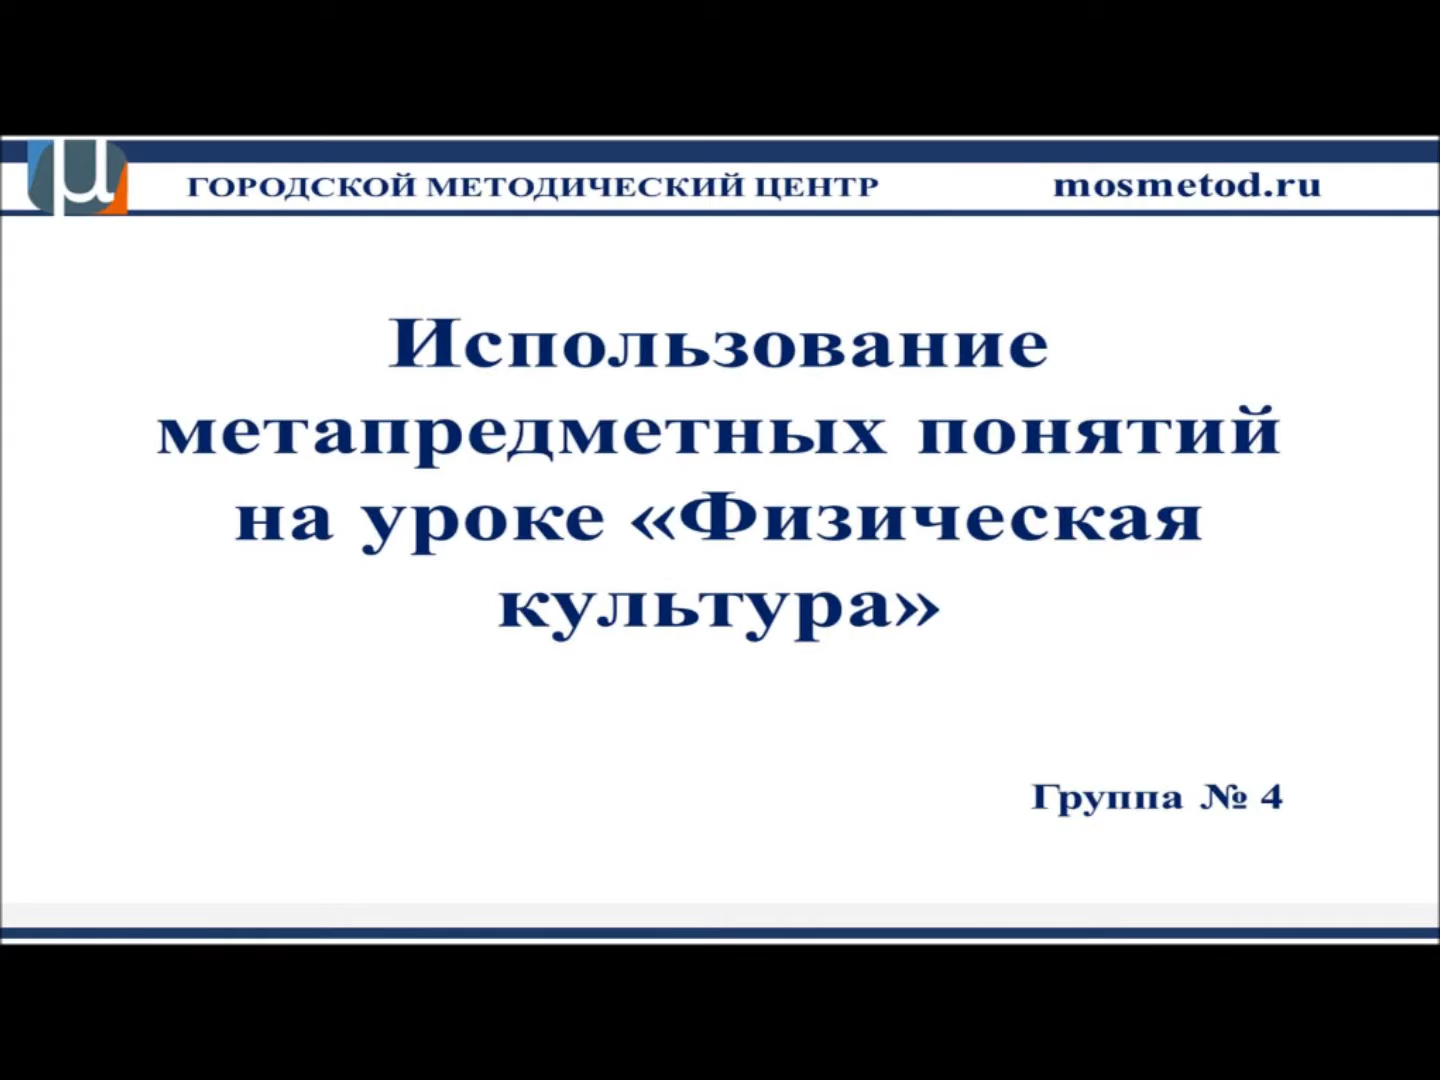 μ
ГОРОДСКОЙ МЕТОДИЧЕСКИЙ ЦЕНТР mosmetod.ru
Использование
метапредметных понятий
на уроке «Физическая
культура»
Группа № 4